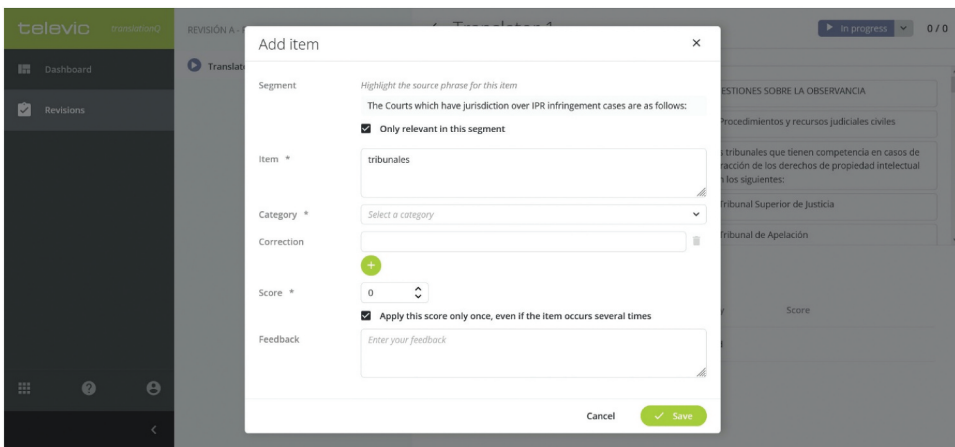 televic
translationQ
Dashboard
Revisions
REVISIÓN A -
Translat
Translator 1
In progress
0 / 0
Add item
Segment
Highlight the source phrase for this item
The Courts which have jurisdiction over IPR infringement cases are as follows:
Only relevant in this segment
Item *
tribunales
Category *
Select a category
Correction
Score *
0
Apply this score only once, even if the item occurs several times
Feedback
Enter your feedback
Cancel
Save
ESTIONES SOBRE LA OBSERVANCIA
Procedimientos y recursos judiciales civiles
tribunales que tienen competencia en casos de
racción de los derechos de propiedad intelectual
los siguientes:
Tribunal Superior de Justicia
Tribunal de Apelación
Score